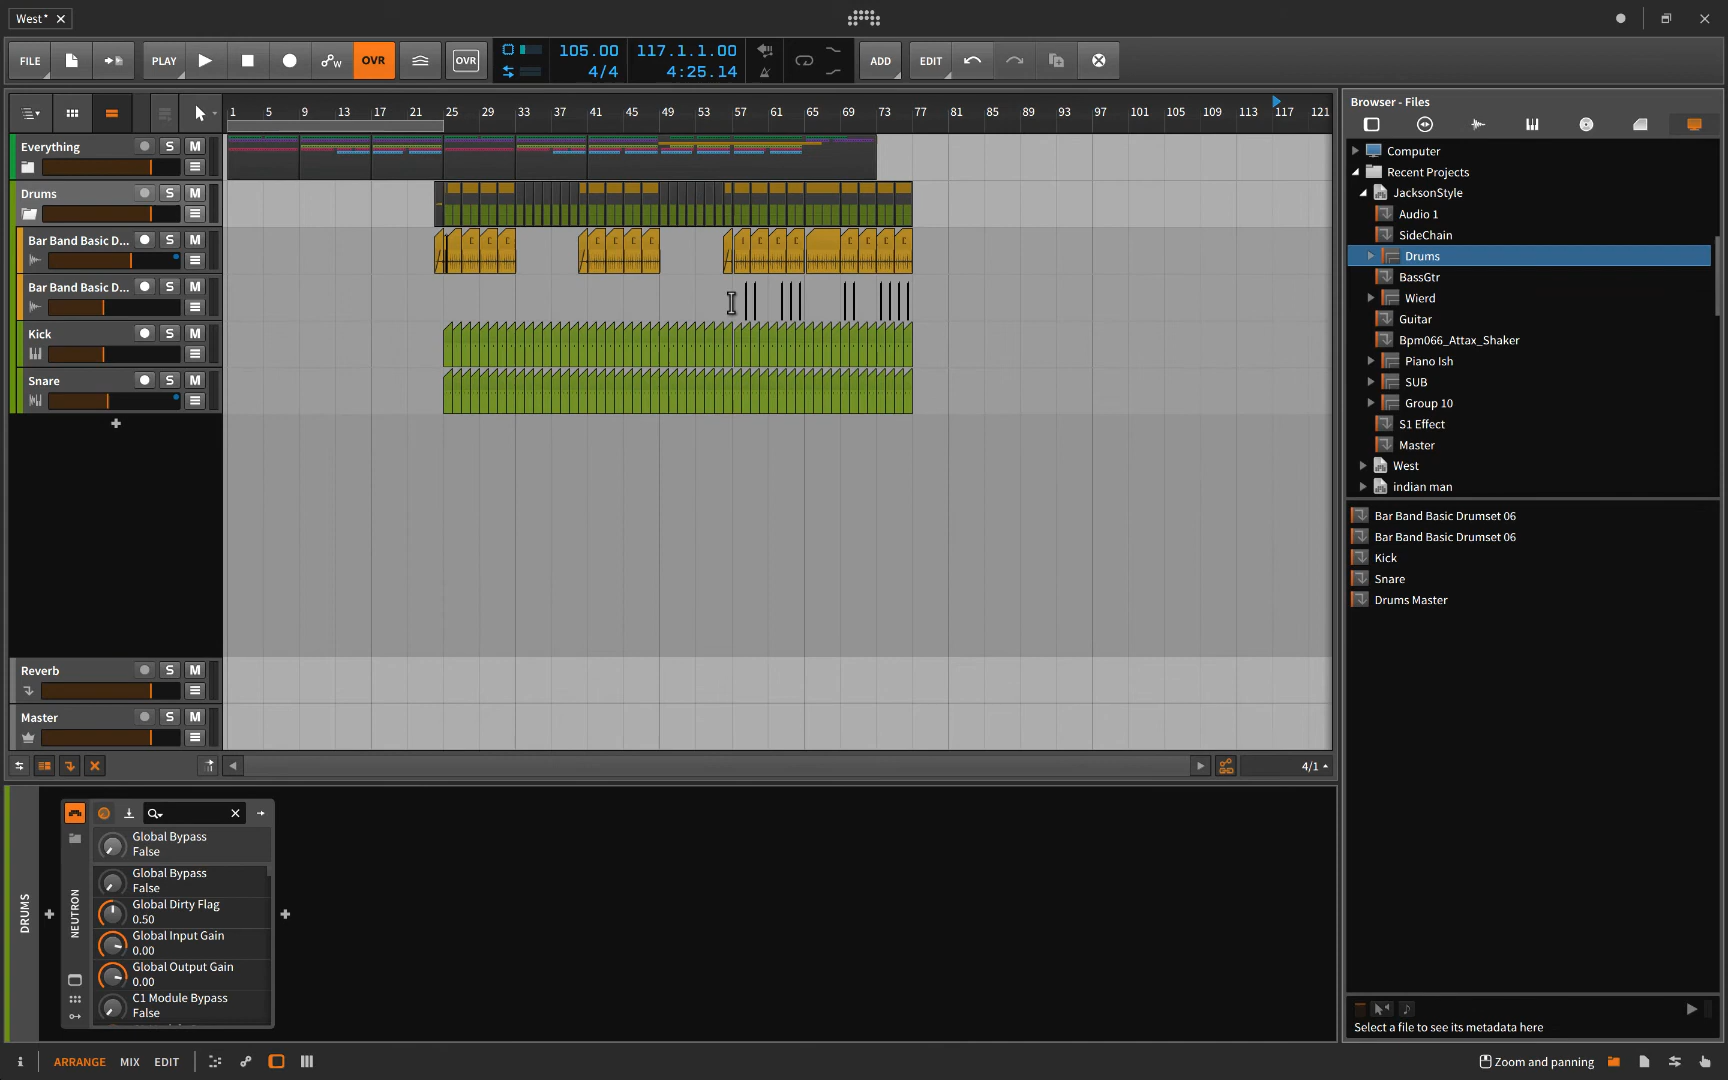 West*
FILE
PLAY
OVR
OVR
105.00
4/4
117.1.1.00
4:25.14
ADD
EDIT
1 5 9 13 17 21 25 29 33 37 41 45 49 53 57 61 65 69 73 77 81 85 89 93 97 101 105 109 113 117 121
Everything S M
Drums S M
Bar Band Basic D... S M
Bar Band Basic D... S M
Kick S M
Snare S M
Reverb S M
Master S M
4/1
Browser - Files
Computer
Recent Projects
JacksonStyle
Audio 1
SideChain
Drums
BassGtr
Wierd
Guitar
Bpm066_Attax_Shaker
Piano Ish
SUB
Group 10
S1 Effect
Master
West
indian man
Bar Band Basic Drumset 06
Bar Band Basic Drumset 06
Kick
Snare
Drums Master
Select a file to see its metadata here
DRUMS
NEUTRON
Global Bypass
False
Global Bypass
False
Global Dirty Flag
0.50
Global Input Gain
0.00
Global Output Gain
0.00
C1 Module Bypass
False
ARRANGE
MIX
EDIT
Zoom and panning